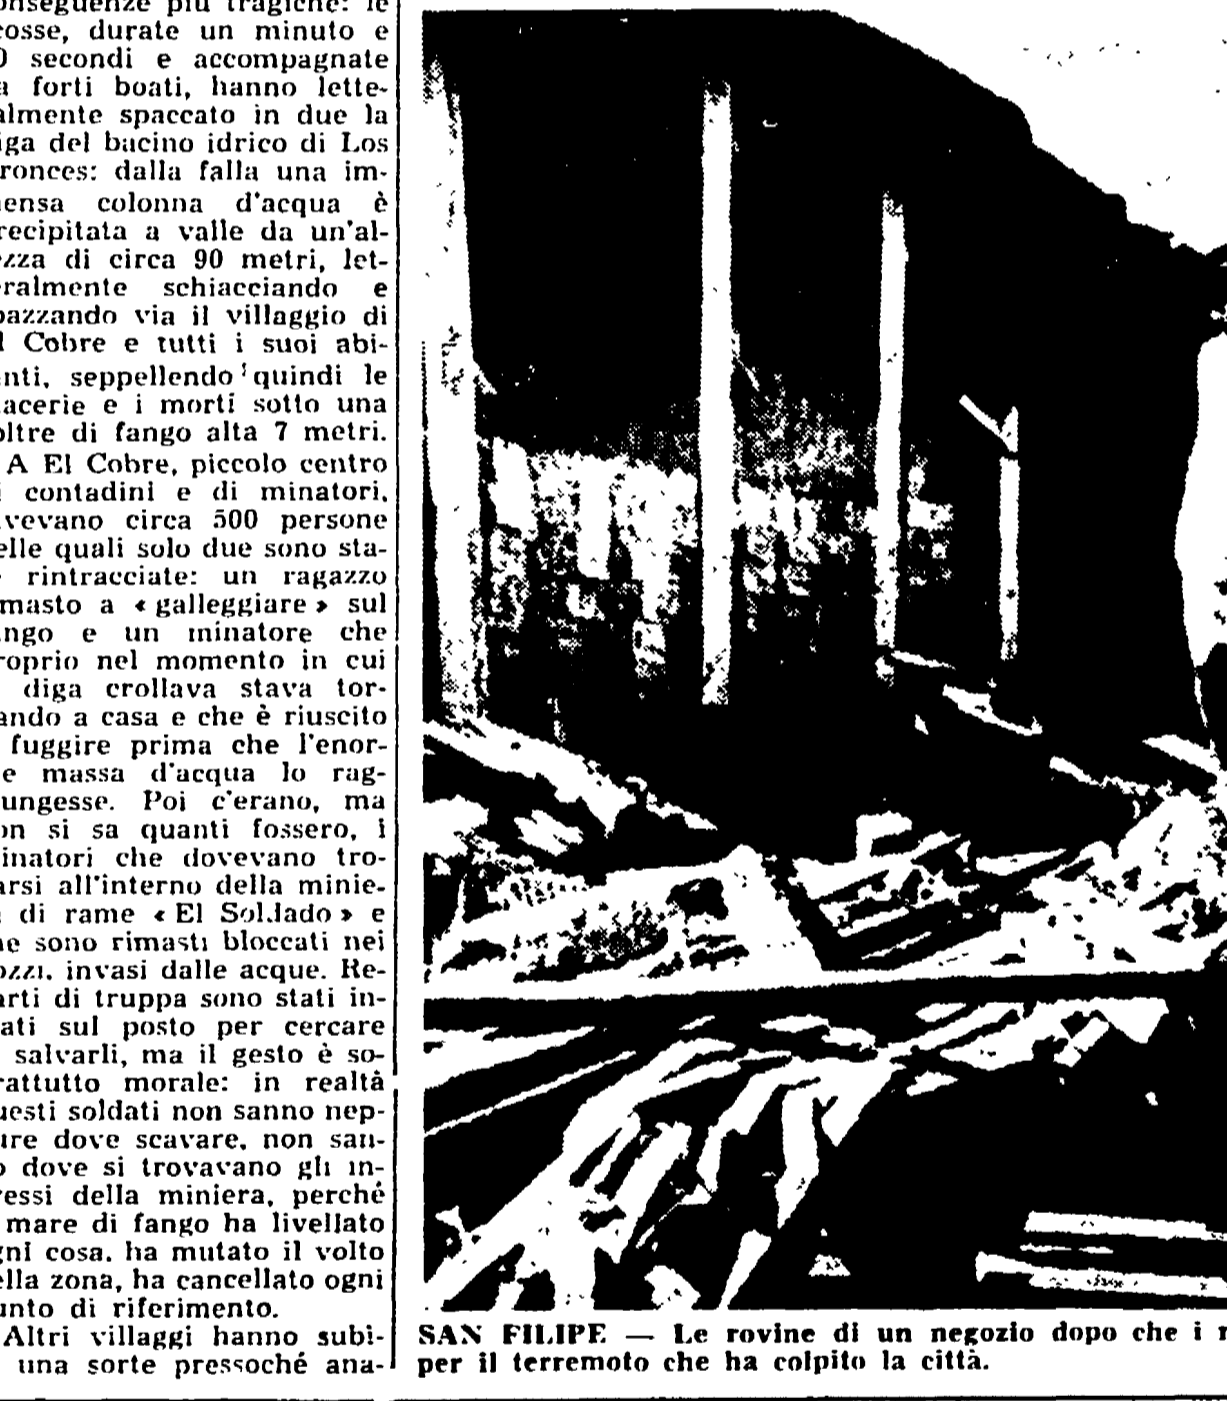 onseguenze più tragiche: le
cosse, durate un minuto e
0 secondi e accompagnate
a forti boati, hanno lette-
almente spaccato in due la
iga del bacino idrico di Los
ronces: dalla falla una im-
ensa colonna d'acqua è
recipitata a valle da un'al-
ezza di circa 90 metri, let-
eralmente schiacciando e
pazzando via il villaggio di
l Cobre e tutti i suoi abi-
anti, seppellendo quindi le
acerie e i morti sotto una
oltre di fango alta 7 metri.
A El Cobre, piccolo centro
i contadini e di minatori,
vevano circa 500 persone
elle quali solo due sono sta-
e rintracciate: un ragazzo
masto a « galleggiare » sul
ango e un minatore che
roprio nel momento in cui
diga crollava stava tor-
ando a casa e che è riuscito
fuggire prima che l'enor-
e massa d'acqua lo rag-
ungesse. Poi c'erano, ma
on si sa quanti fossero, i
inatori che dovevano tro-
arsi all'interno della minie-
a di rame « El Soldado » e
he sono rimasti bloccati nei
ozzi, invasi dalle acque. Re-
arti di truppa sono stati in-
ati sul posto per cercare
salvarli, ma il gesto è so-
rattutto morale: in realtà
uesti soldati non sanno nep-
ure dove scavare, non san-
o dove si trovavano gli in-
ressi della miniera, perché
mare di fango ha livellato
gni cosa, ha mutato il volto
ella zona, ha cancellato ogni
unto di riferimento.
Altri villaggi hanno subi-
una sorte pressoché ana-
SAN FILIPE — Le rovine di un negozio dopo che i
per il terremoto che ha colpito la città.